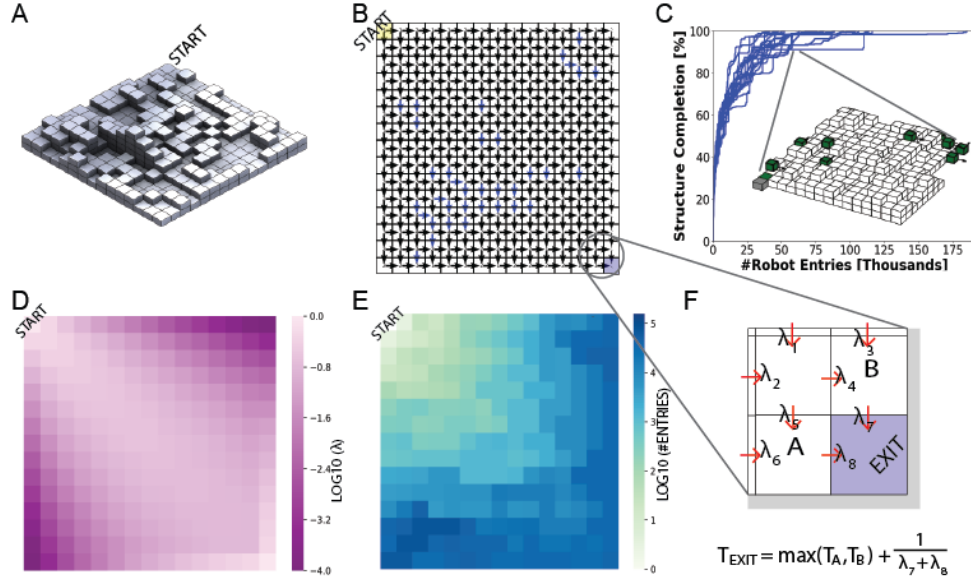 A
START
B
START
C
Structure Completion [%]
100
80
60
40
20
0
0 25 50 75 100 125 150 175
#Robot Entries [Thousands]
D
START
0.0
−0.8
−1.6
−2.4
−3.2
−4.0
LOG10 (λ)
E
START
5
4
3
2
1
0
LOG10 (#ENTRIES)
F
λ1
λ3
B
λ2
λ4
λ5
λ7
A
λ6
λ8
EXIT
T_EXIT = max(T_A,T_B) + 1/(λ7+λ8)